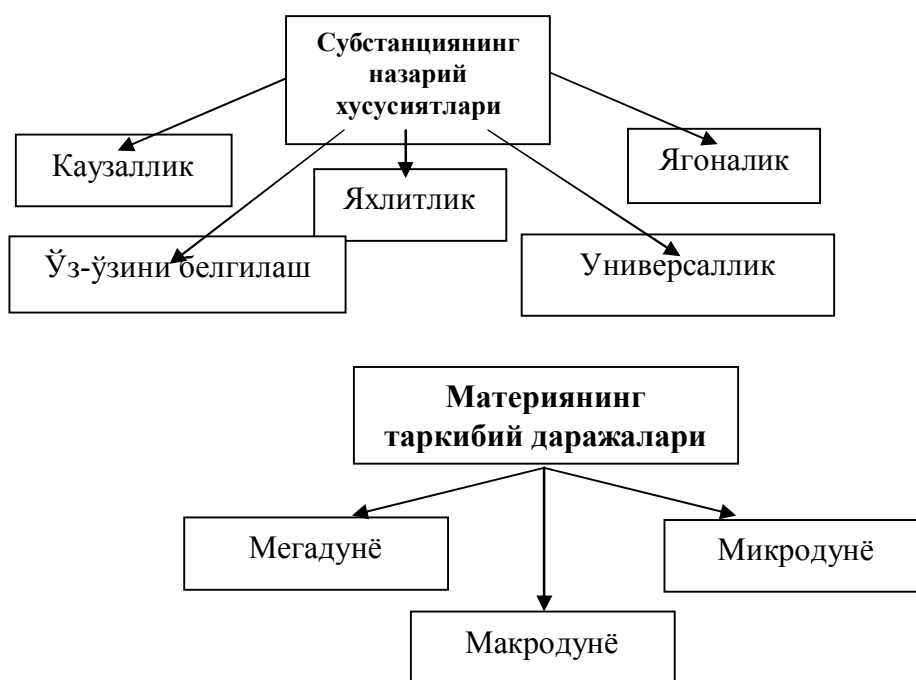 Субстанциянинг
назарий
хусусиятлари
Каузаллик
Яхлитлик
Ягоналик
Ўз-ўзини белгилаш
Универсаллик
Материянинг
таркибий даражалари
Мегадунё
Микродунё
Макродунё